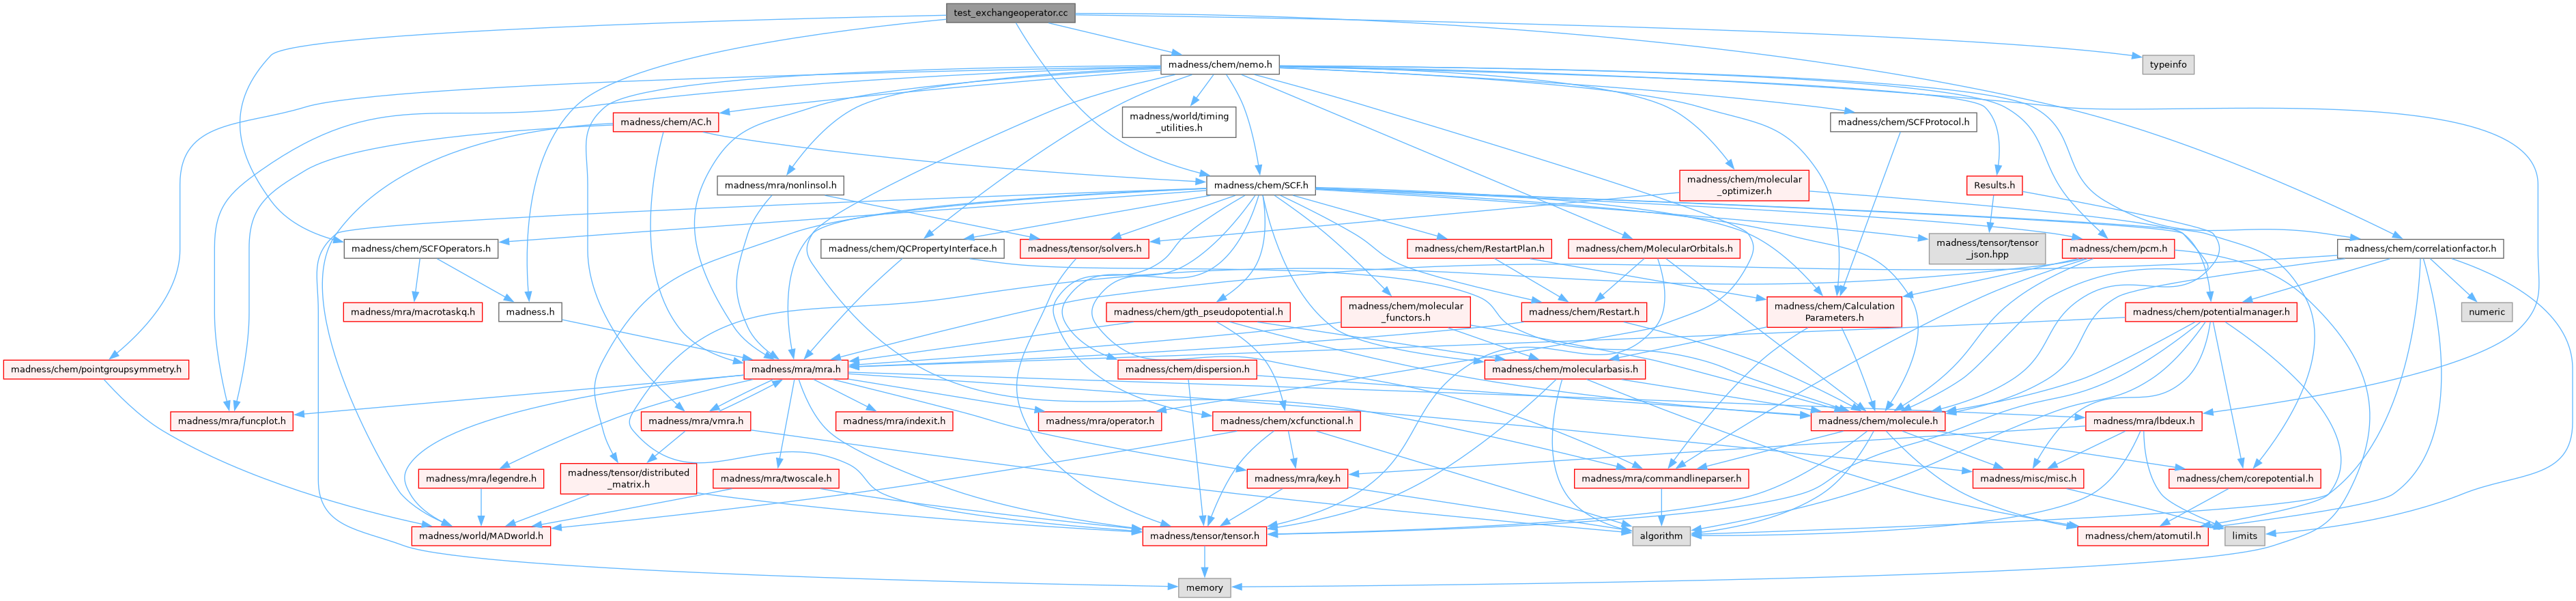 test_exchangeoperator.cc
madness/chem/nemo.h
typeinfo
madness/chem/AC.h
madness/world/timing
_utilities.h
madness/chem/SCFProtocol.h
madness/mra/nonlinsol.h
madness/chem/SCF.h
madness/chem/molecular
_optimizer.h
Results.h
madness/chem/SCFOperators.h
madness/chem/QCPropertyInterface.h
madness/tensor/solvers.h
madness/chem/RestartPlan.h
madness/chem/MolecularOrbitals.h
madness/tensor/tensor
_json.hpp
madness/chem/pcm.h
madness/chem/correlationfactor.h
madness/mra/macrotaskq.h
madness.h
madness/chem/gth_pseudopotential.h
madness/chem/molecular
_functors.h
madness/chem/Restart.h
madness/chem/Calculation
Parameters.h
madness/chem/potentialmanager.h
numeric
madness/chem/pointgroupsymmetry.h
madness/mra/mra.h
madness/chem/dispersion.h
madness/chem/molecularbasis.h
madness/mra/funcplot.h
madness/mra/vmra.h
madness/mra/indexit.h
madness/mra/operator.h
madness/chem/xcfunctional.h
madness/chem/molecule.h
madness/mra/lbdeux.h
madness/mra/legendre.h
madness/tensor/distributed
_matrix.h
madness/mra/twoscale.h
madness/mra/key.h
madness/mra/commandlineparser.h
madness/misc/misc.h
madness/chem/corepotential.h
madness/world/MADworld.h
madness/tensor/tensor.h
algorithm
madness/chem/atomutil.h
limits
memory